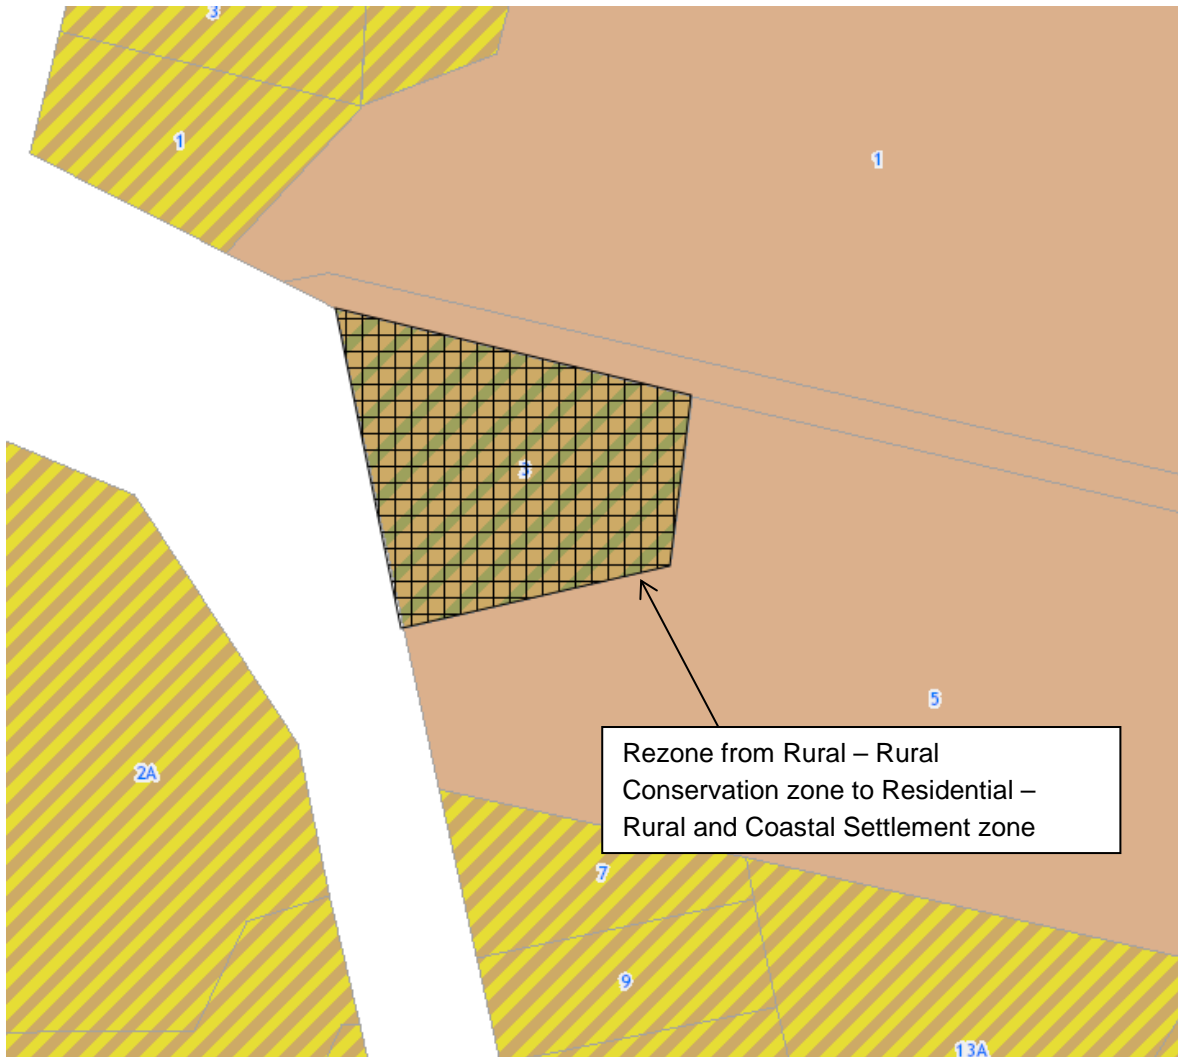 3
1
1
3
5
Rezone from Rural – Rural
Conservation zone to Residential –
Rural and Coastal Settlement zone
2A
7
9
13A